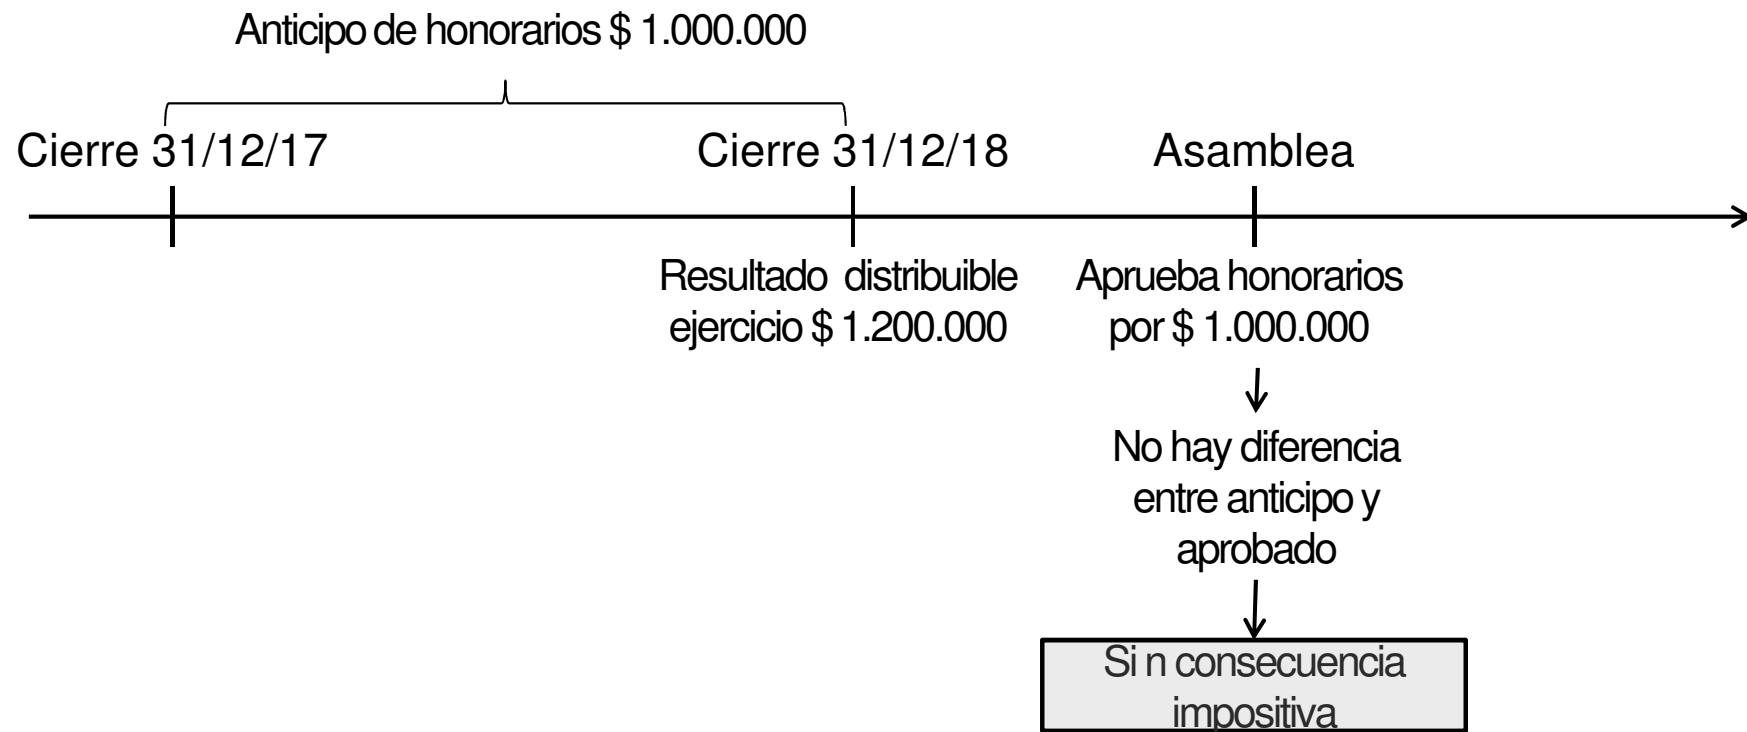 Anticipo de honorarios $ 1.000.000
Cierre 31/12/17
Cierre 31/12/18
Asamblea
Resultado distribuible
ejercicio $ 1.200.000
Aprueba honorarios
por $ 1.000.000
No hay diferencia
entre anticipo y
aprobado
Si n consecuencia
impositiva